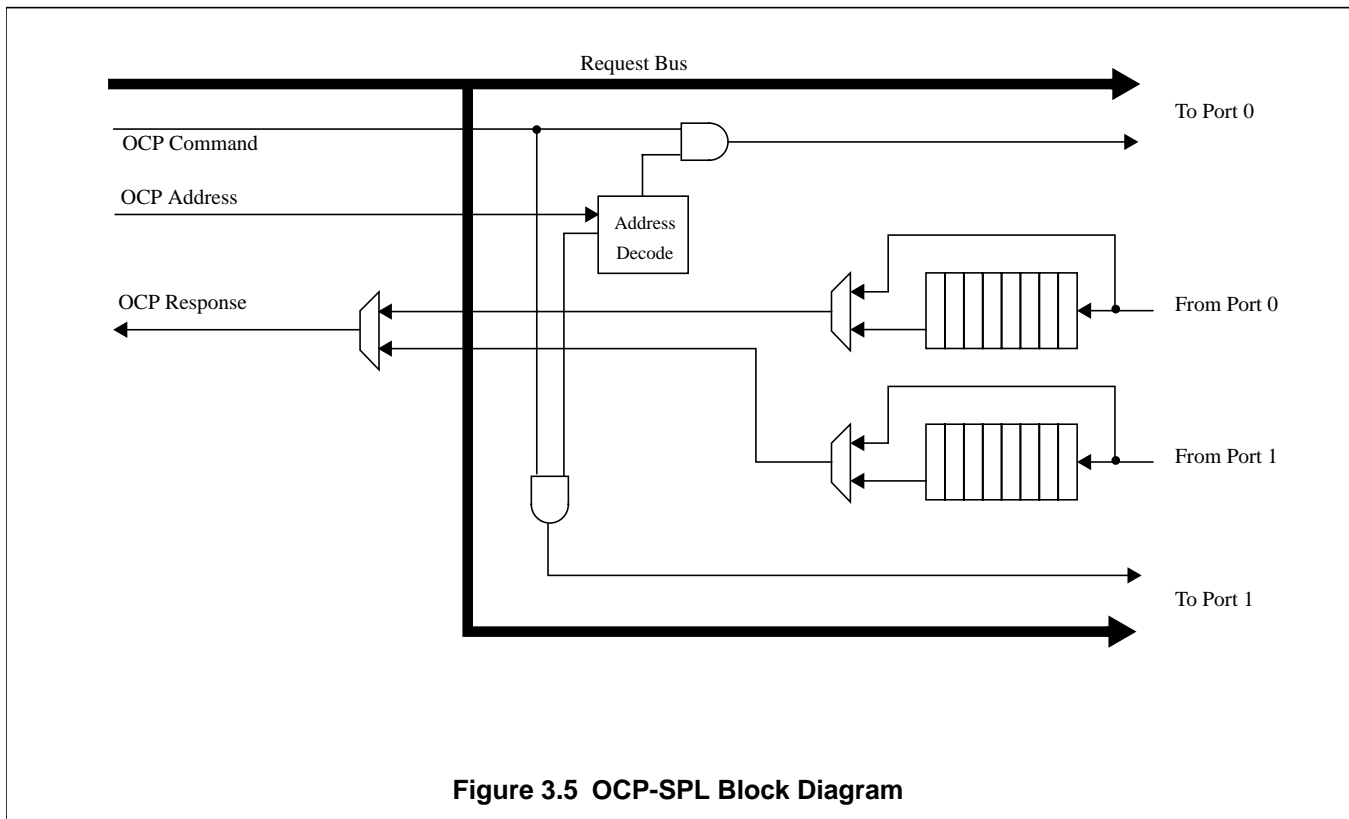 Request Bus
To Port 0
OCP Command
OCP Address
Address
Decode
OCP Response
From Port 0
From Port 1
To Port 1
Figure 3.5 OCP-SPL Block Diagram